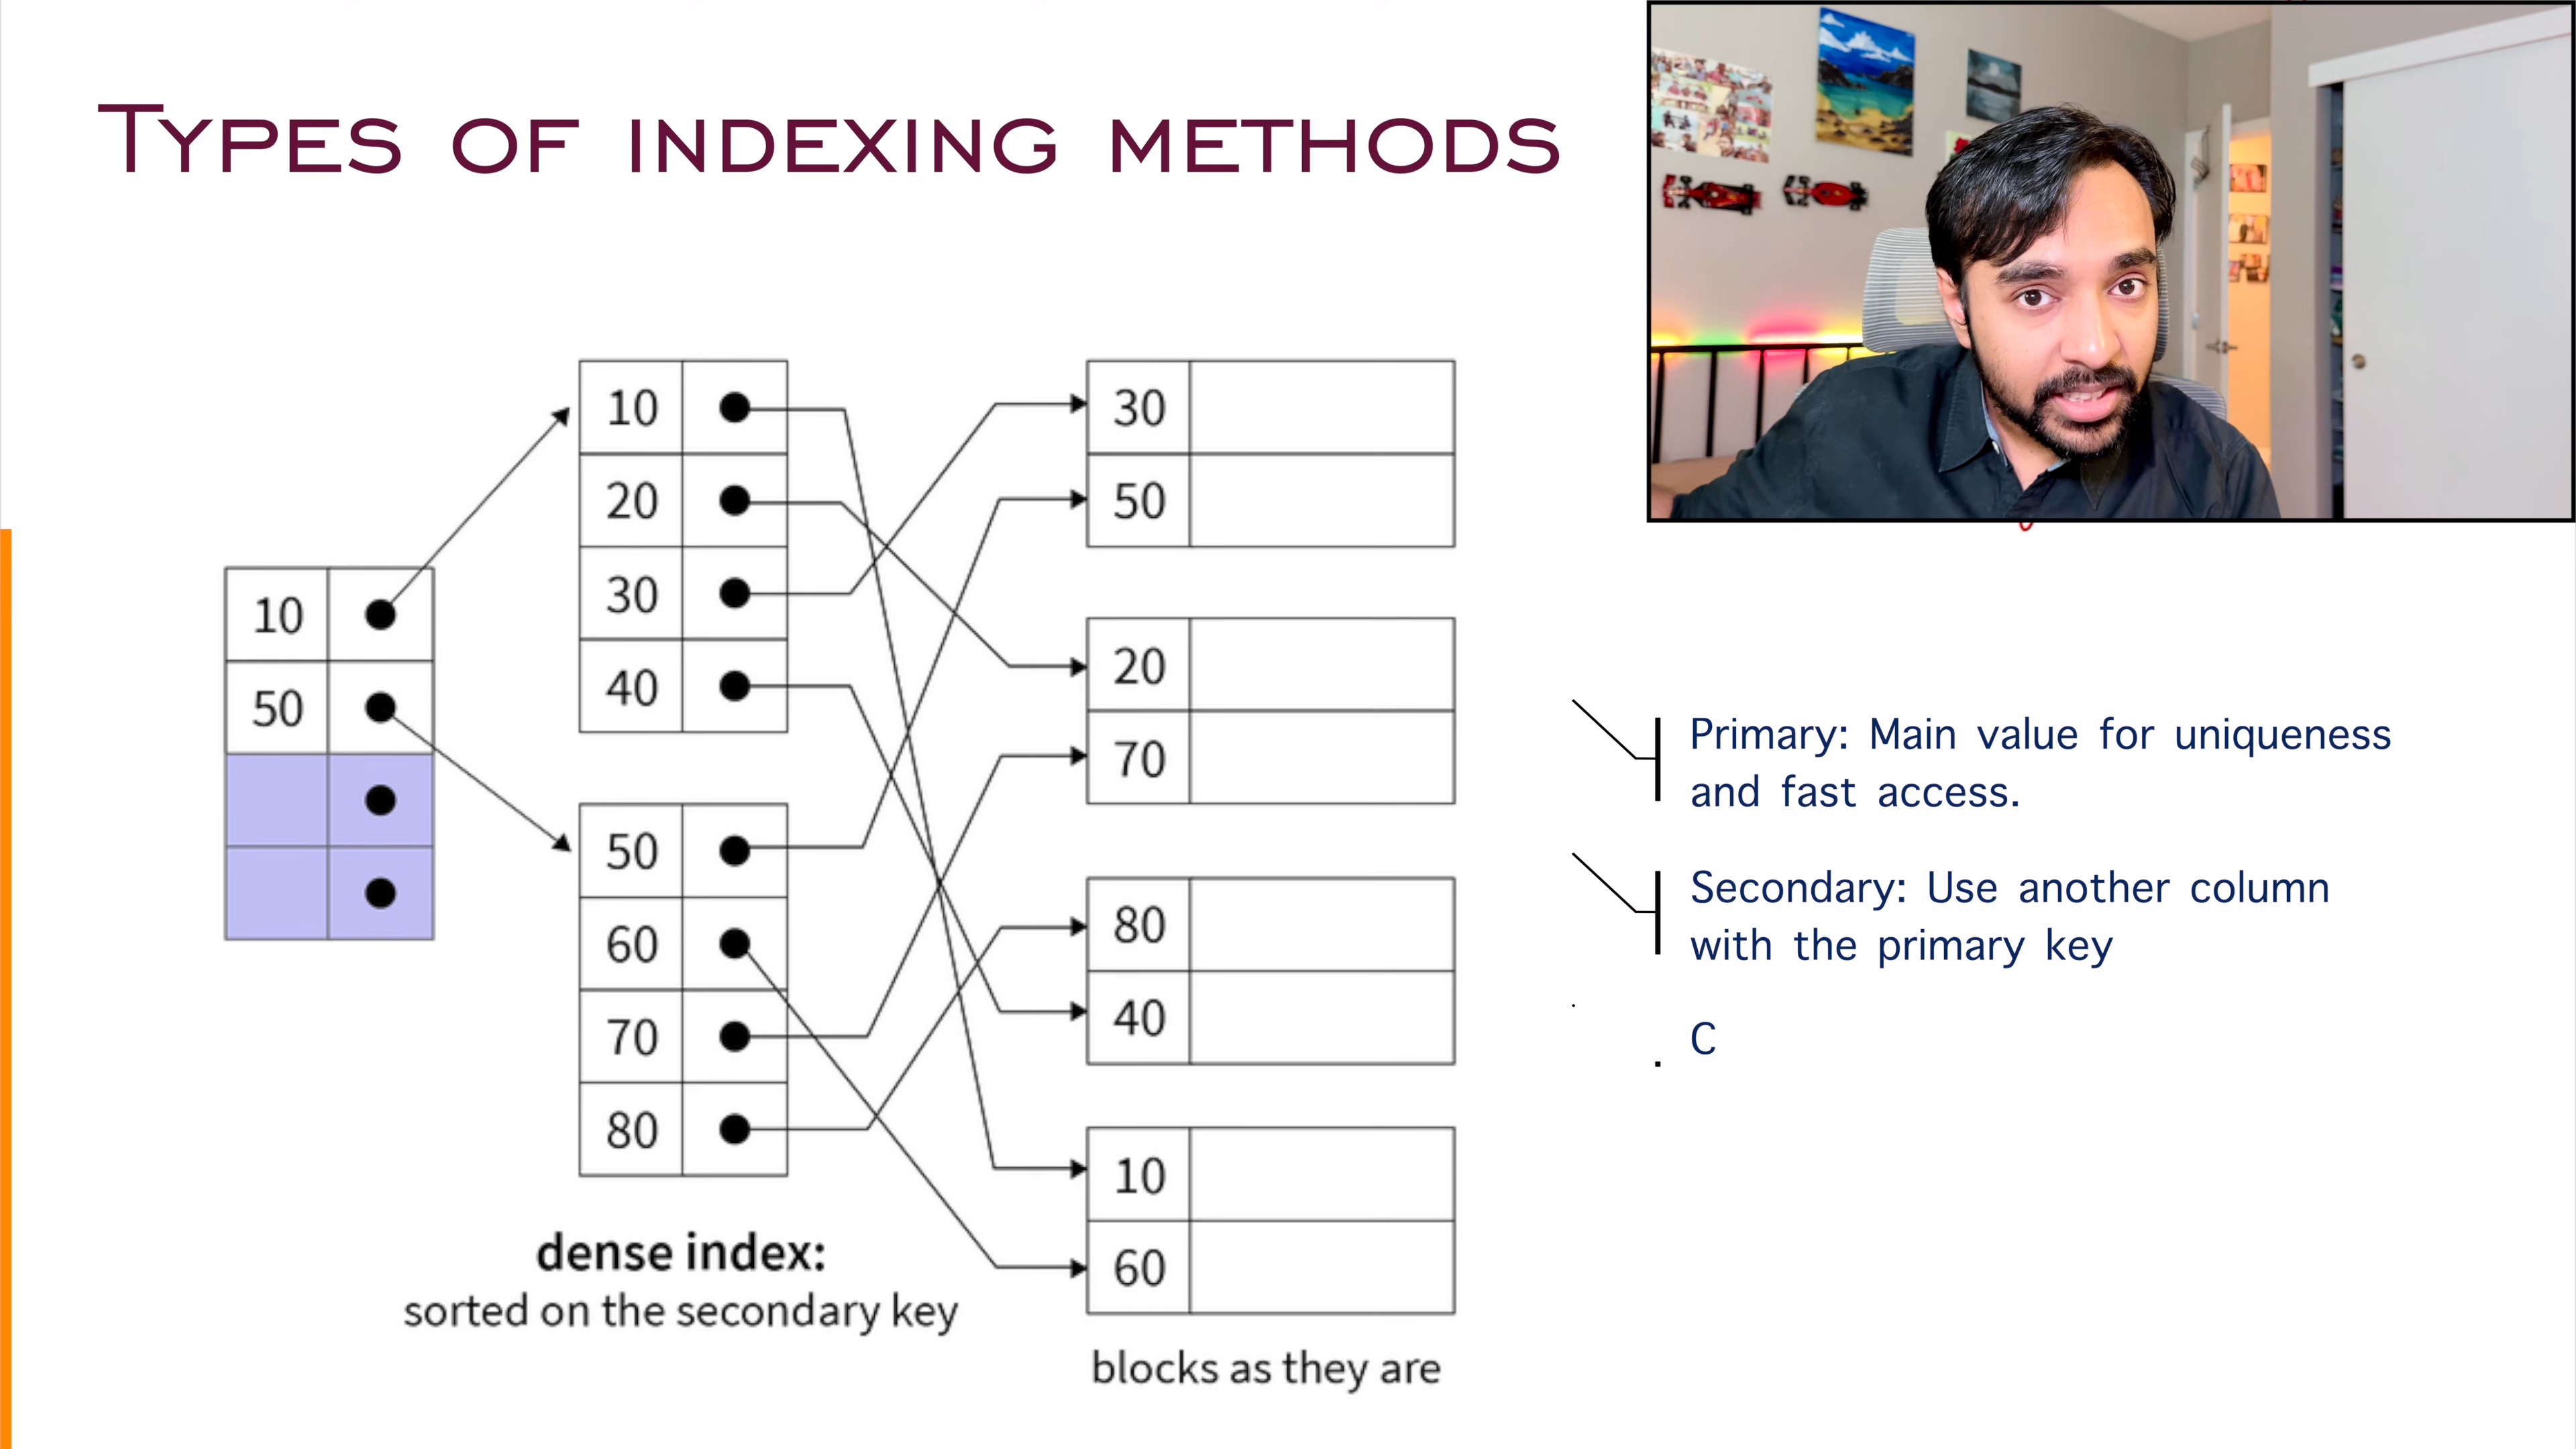 TYPES OF INDEXING METHODS
10
50
10
20
30
40
50
60
70
80
30
50
20
70
80
40
10
60
dense index:
sorted on the secondary key
blocks as they are
Primary: Main value for uniqueness
and fast access.
Secondary: Use another column
with the primary key
C